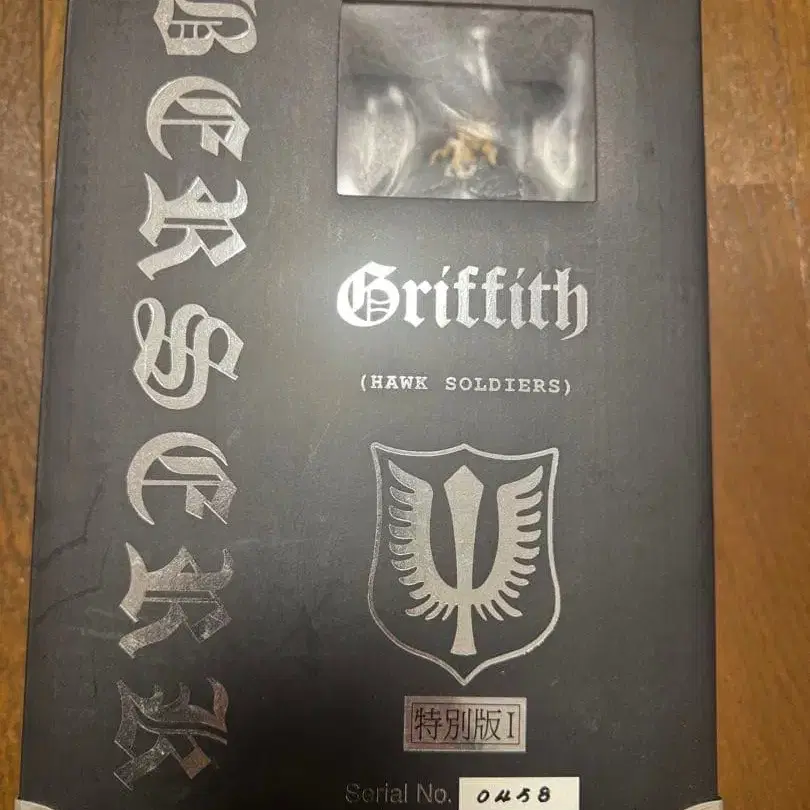 BERSERK
Griffith
(HAWK SOLDIERS)
特別版I
Serial No. 0458